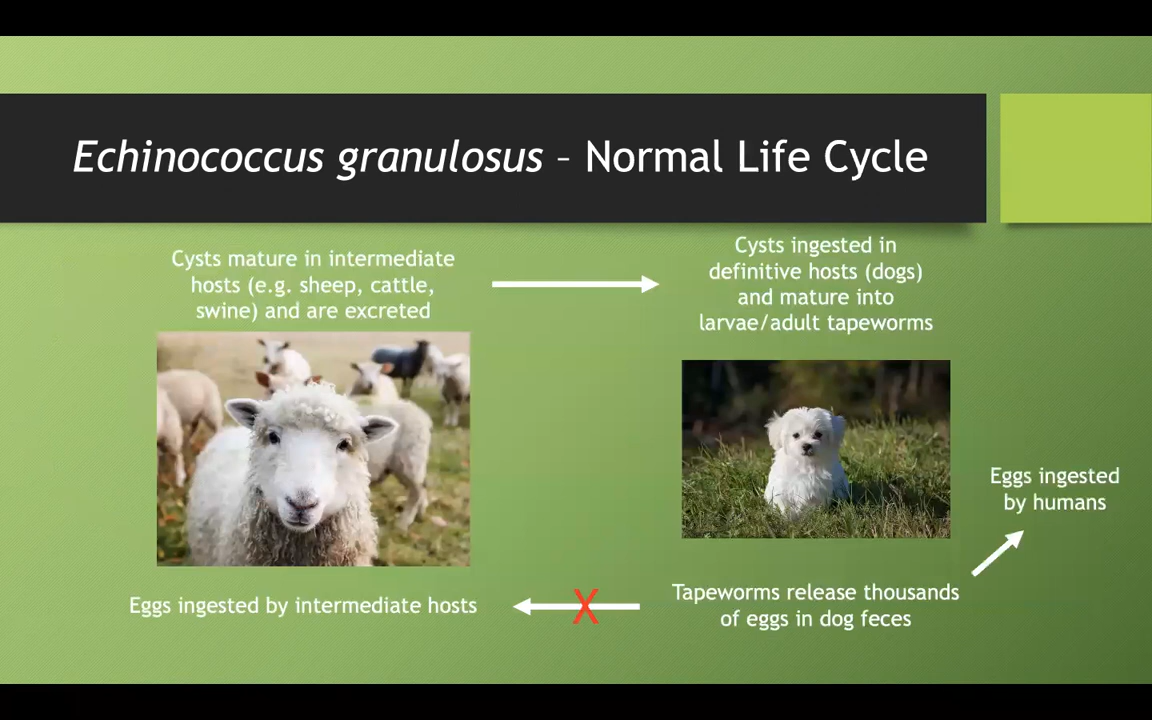 Echinococcus granulosus – Normal Life Cycle
Cysts mature in intermediate
hosts (e.g. sheep, cattle,
swine) and are excreted
Cysts ingested in
definitive hosts (dogs)
and mature into
larvae/adult tapeworms
Eggs ingested
by humans
Tapeworms release thousands
of eggs in dog feces
X
Eggs ingested by intermediate hosts